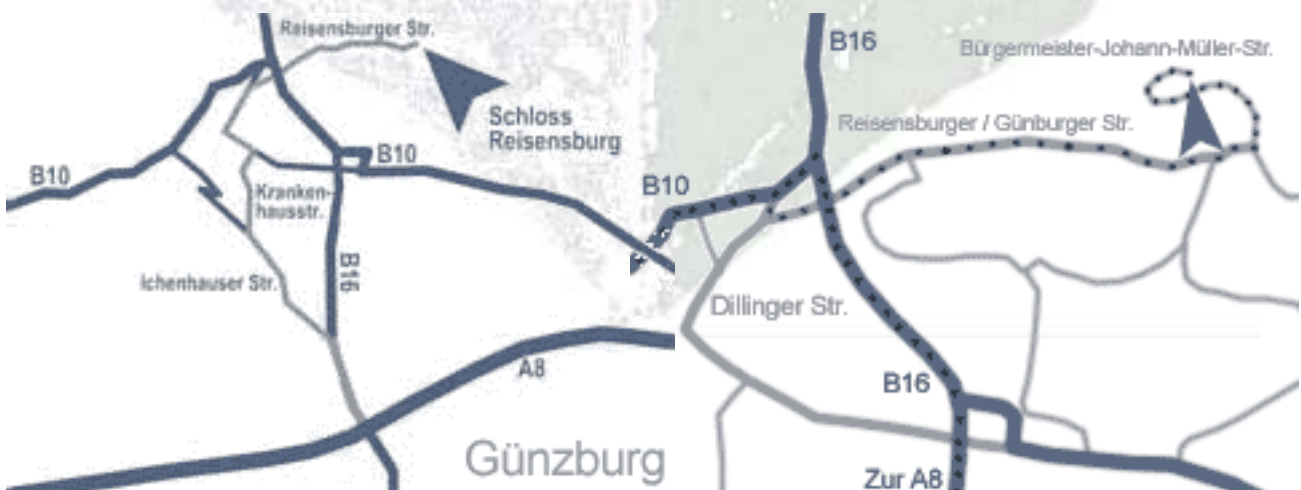 Reisensburger Str.
Schloss
Reisensburg
B10
B10
Kranken-
hausstr.
B16
Ichenhauser Str.
A8
Günzburg
B16
Bürgermeister-Johann-Müller-Str.
Reisensburger / Günburger Str.
B10
Dillinger Str.
B16
Zur A8